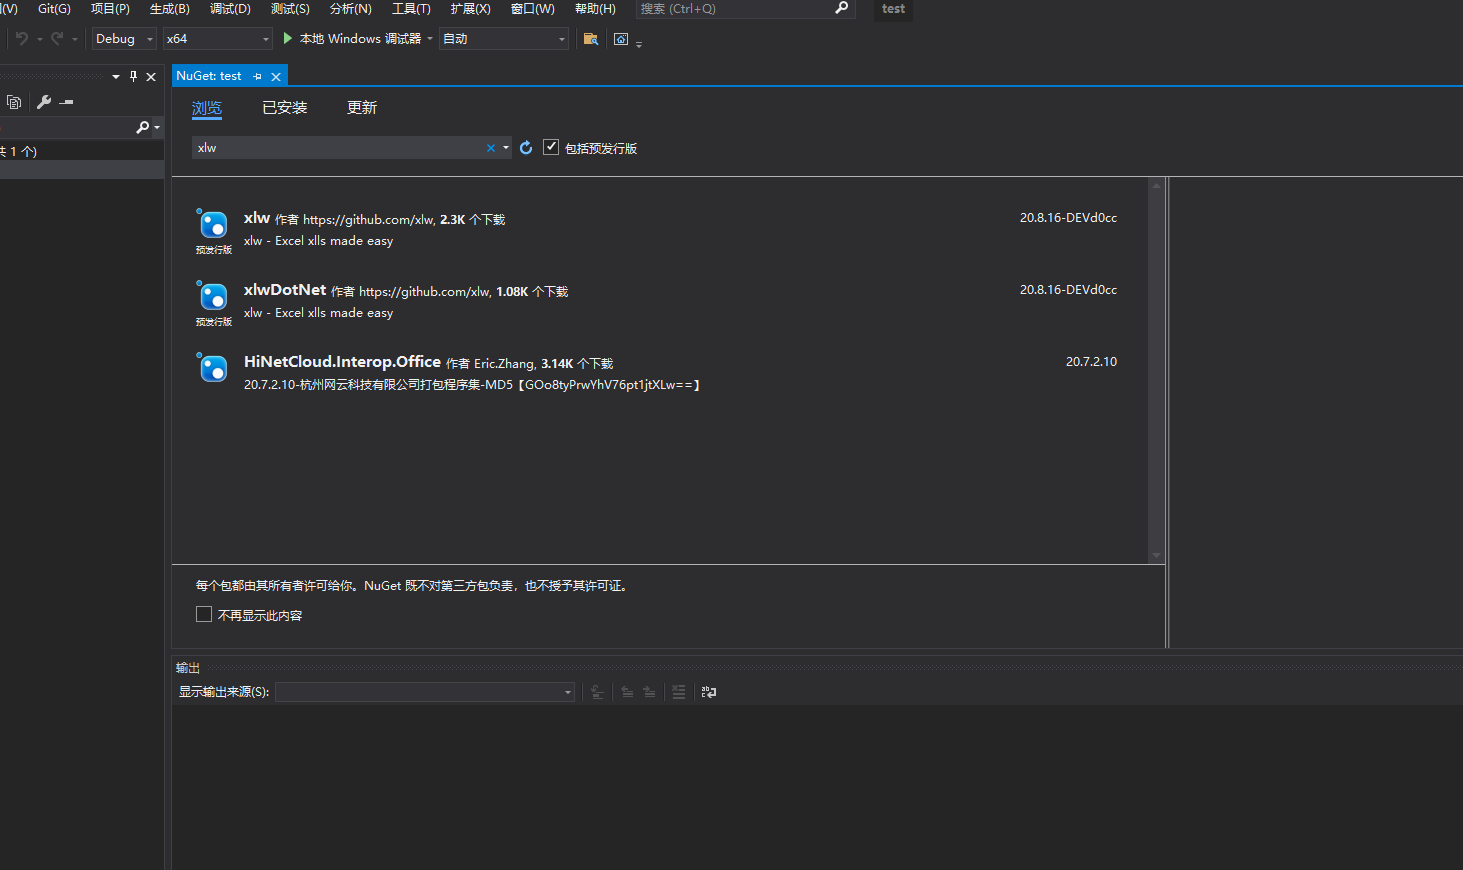 (V) Git(G) 项目(P) 生成(B) 调试(D) 测试(S) 分析(N) 工具(T) 扩展(X) 窗口(W) 帮助(H) 搜索 (Ctrl+Q) test
Debug x64 本地 Windows 调试器 自动
NuGet: test
浏览 已安装 更新
xlw 包括预发行版
共 1 个)
xlw 作者 https://github.com/xlw, 2.3K 个下载 20.8.16-DEVd0cc
xlw - Excel xlls made easy
预发行版
xlwDotNet 作者 https://github.com/xlw, 1.08K 个下载 20.8.16-DEVd0cc
xlw - Excel xlls made easy
预发行版
HiNetCloud.Interop.Office 作者 Eric.Zhang, 3.14K 个下载 20.7.2.10
20.7.2.10-杭州网云科技有限公司打包程序集-MD5【GOo8tyPrwYhV76pt1jtXLw==】
每个包都由其所有者许可给你。NuGet 既不对第三方包负责，也不授予其许可证。
不再显示此内容
输出
显示输出来源(S):